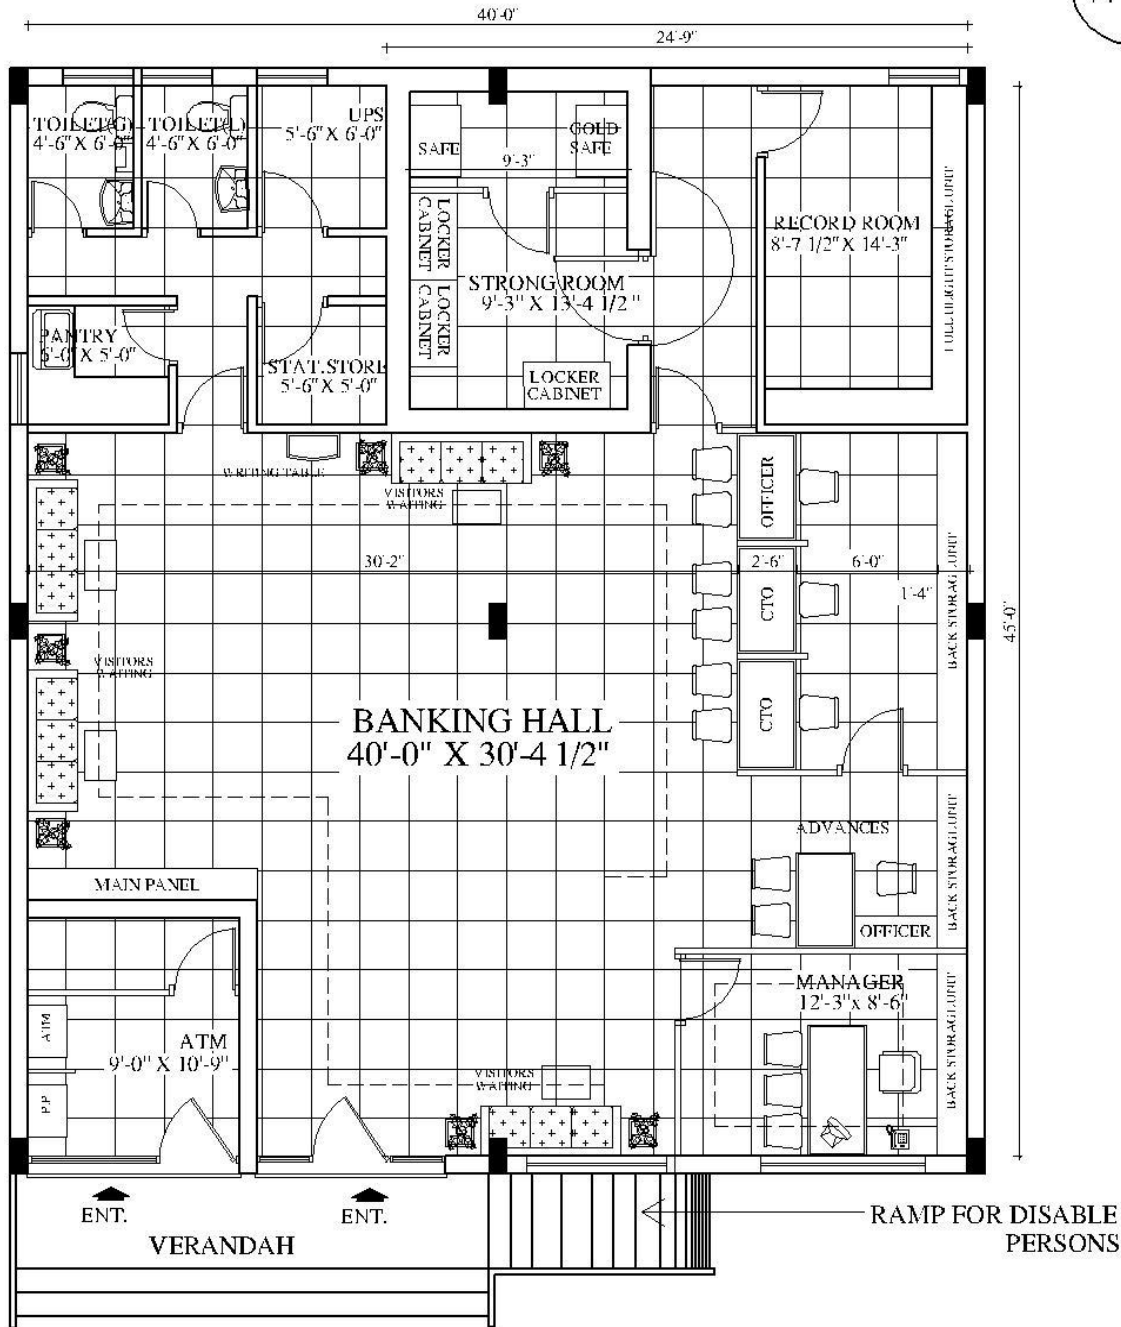 40'-0"
24'-9"
TOILET(G)
4'-6"X 6'-0"
TOILET(L)
4'-6"X 6'-0"
UPS
5'-6"X 6'-0"
SAFE
GOLD
SAFE
9'-3"
LOCKER
CABINET
LOCKER
CABINET
STRONG ROOM
9'-3" X 13'-4 1/2"
LOCKER
CABINET
RECORD ROOM
8'-7 1/2"X 14'-3"
FULL HEIGHT STORAGE UNIT
PANTRY
6'-0"X 5'-0"
STAT.STORE
5'-6"X 5'-0"
WRITING TABLE
VISITORS
WAITING
OFFICER
30'-2"
2'-6"
6'-0"
1'-4"
CTO
BACK STORAGE UNIT
45'-0"
VISITORS
WAITING
CTO
BANKING HALL
40'-0" X 30'-4 1/2"
ADVANCES
BACK STORAGE UNIT
MAIN PANEL
OFFICER
MANAGER
12'-3"x 8'-6"
BACK STORAGE UNIT
ATM
ATM
9'-0" X 10'-9"
P.P
VISITORS
WAITING
ENT.
ENT.
VERANDAH
RAMP FOR DISABLE
PERSONS